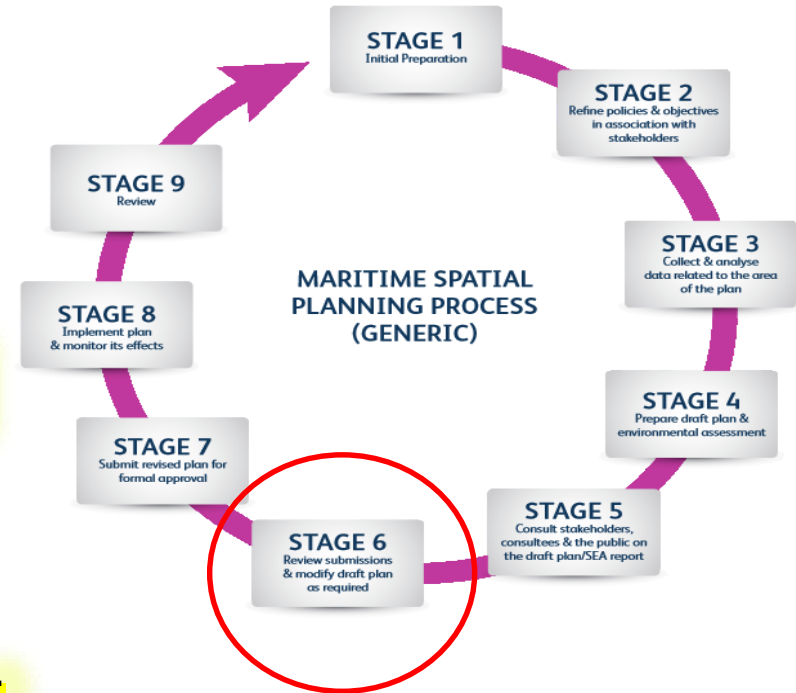 STAGE 1
Initial Preparation
STAGE 2
Refine policies & objectives
in association with
stakeholders
STAGE 3
Collect & analyse
data related to the area
of the plan
STAGE 4
Prepare draft plan &
environmental assessment
STAGE 5
Consult stakeholders,
consultees & the public on
the draft plan/SEA report
STAGE 6
Review submissions
& modify draft plan
as required
STAGE 7
Submit revised plan for
formal approval
STAGE 8
Implement plan
& monitor its effects
STAGE 9
Review
MARITIME SPATIAL
PLANNING PROCESS
(GENERIC)